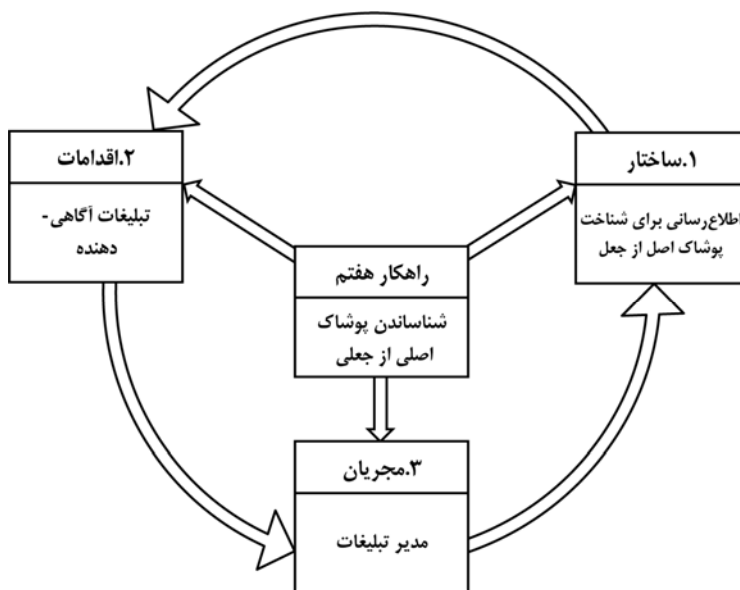 ۱.ساختار
اطلاع‌رسانی برای شناخت
پوشاک اصل از جعل
۲.اقدامات
تبلیغات آگاهی-
دهنده
راهکار هفتم
شناساندن پوشاک
اصلی از جعلی
۳.مجریان
مدیر تبلیغات